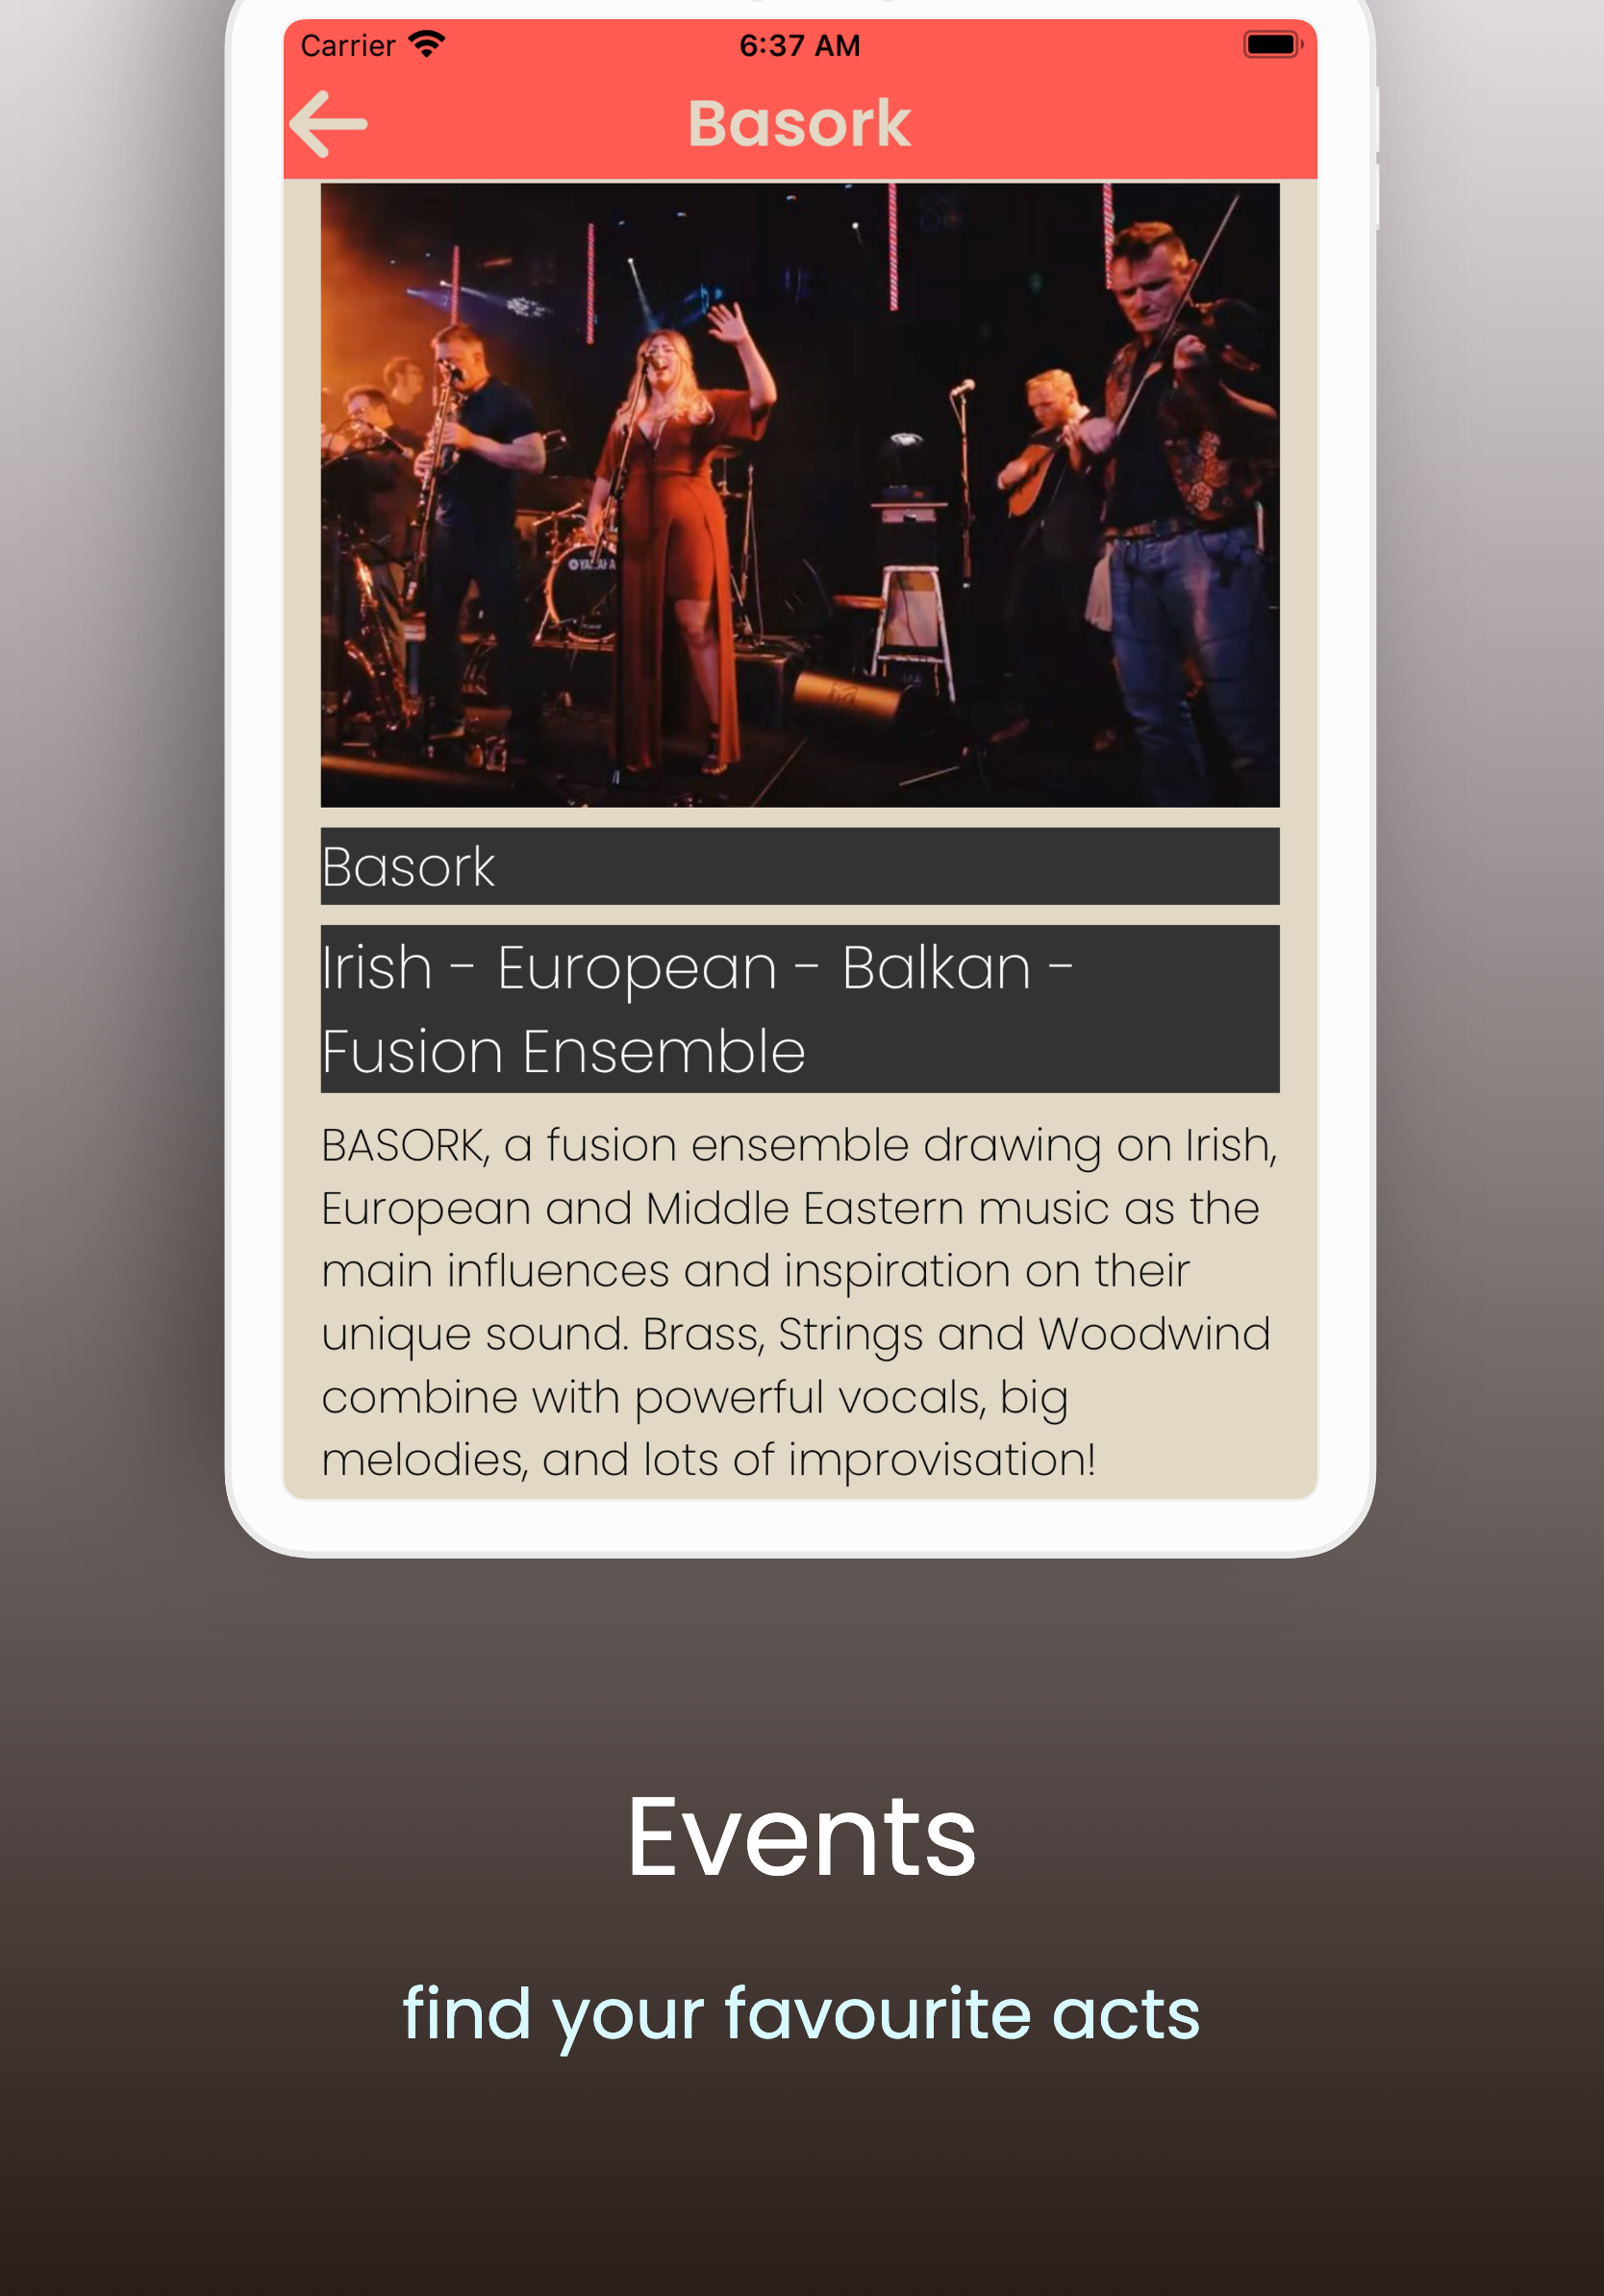 Carrier 6:37 AM
Basork
YAMAHA
Basork
Irish - European - Balkan -
Fusion Ensemble
BASORK, a fusion ensemble drawing on Irish,
European and Middle Eastern music as the
main influences and inspiration on their
unique sound. Brass, Strings and Woodwind
combine with powerful vocals, big
melodies, and lots of improvisation!
Events
find your favourite acts